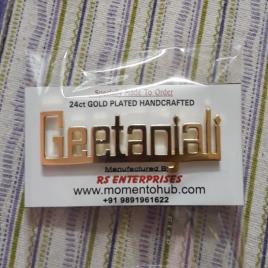 Specially Made To Order
24ct GOLD PLATED HANDCRAFTED
Geetanjali
Manufactured By
RS ENTERPRISES
www.momentohub.com
+91 9891961622